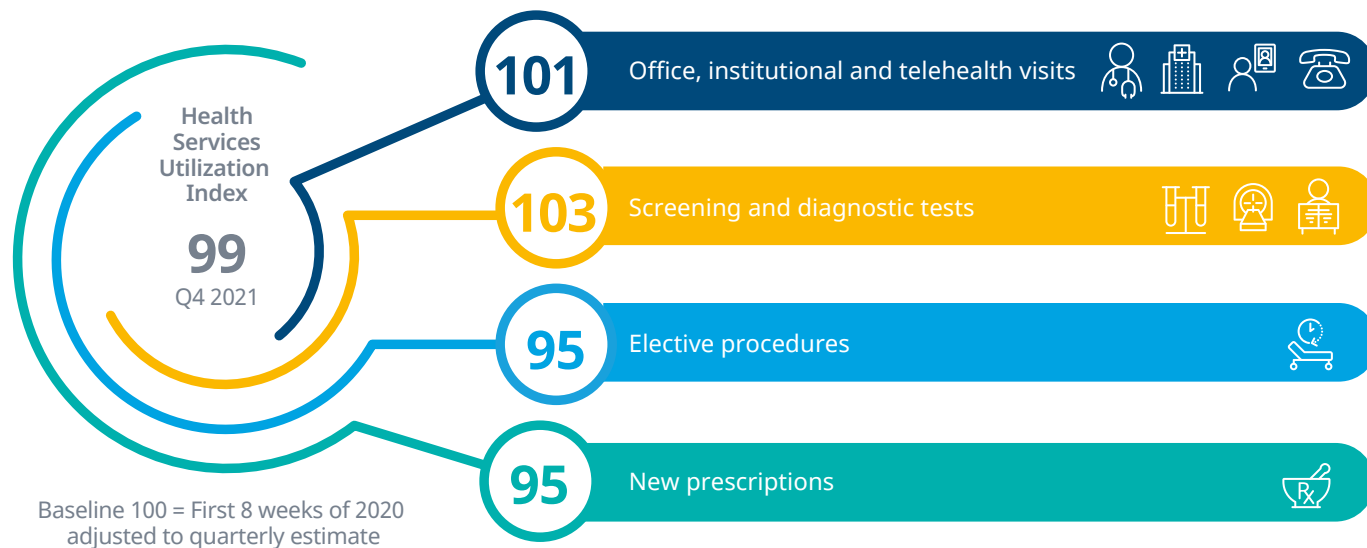 Health
Services
Utilization
Index
99
Q4 2021
101
Office, institutional and telehealth visits
103
Screening and diagnostic tests
95
Elective procedures
95
New prescriptions
Rx
Baseline 100 = First 8 weeks of 2020
adjusted to quarterly estimate